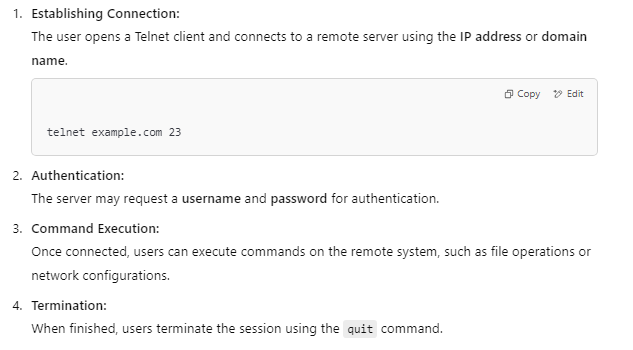 1. Establishing Connection:
The user opens a Telnet client and connects to a remote server using the IP address or domain
name.
Copy Edit
telnet example.com 23
2. Authentication:
The server may request a username and password for authentication.
3. Command Execution:
Once connected, users can execute commands on the remote system, such as file operations or
network configurations.
4. Termination:
When finished, users terminate the session using the quit command.